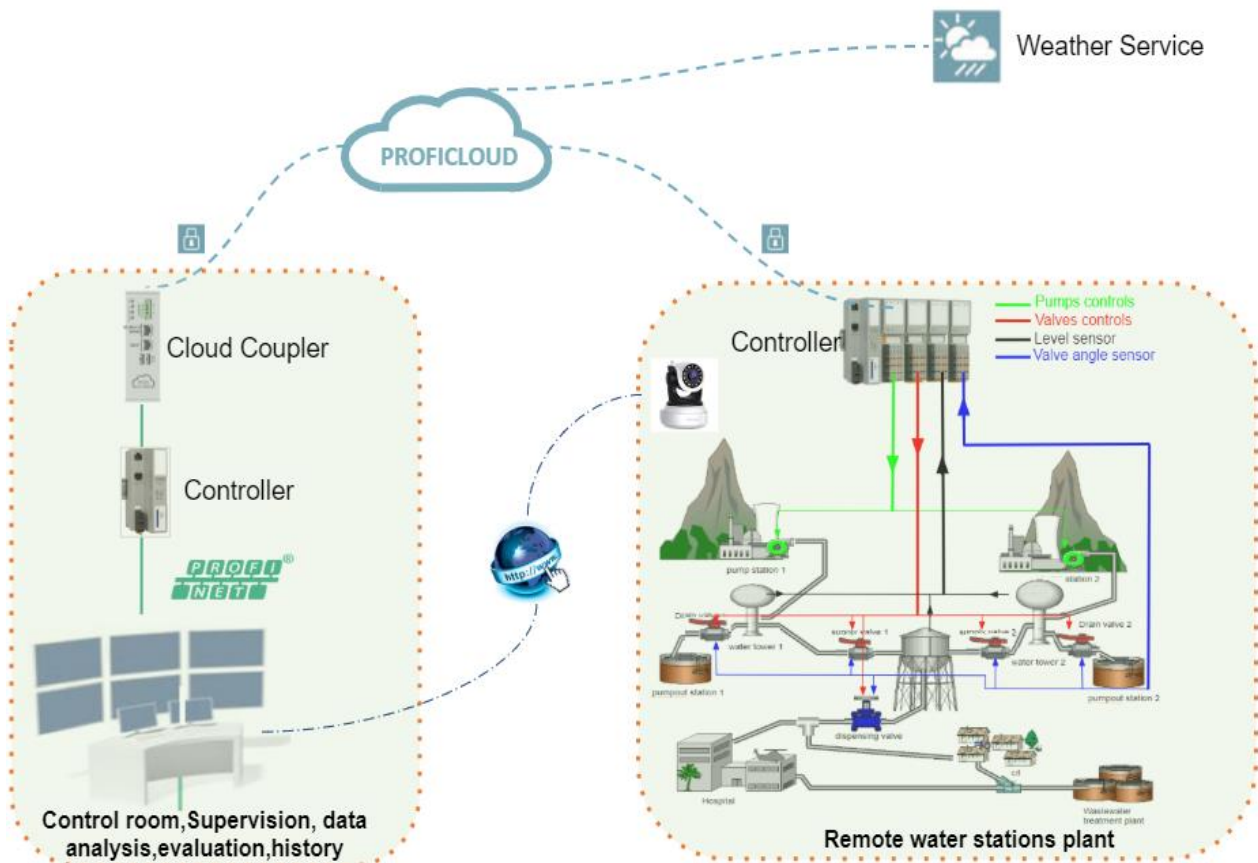 Weather Service
PROFICLOUD
Cloud Coupler
Controller
PROFI
NET®
http://www.
Control room,Supervision, data
analysis,evaluation,history
Controller
Pumps controls
Valves controls
Level sensor
Valve angle sensor
pump station 1
station 2
Drain
water tower 1
valve 1
water tower 2
Drain valve 2
pumpout station 1
pumpout station 2
dispensing valve
Hospital
Wastewater
treatment plant
Remote water stations plant